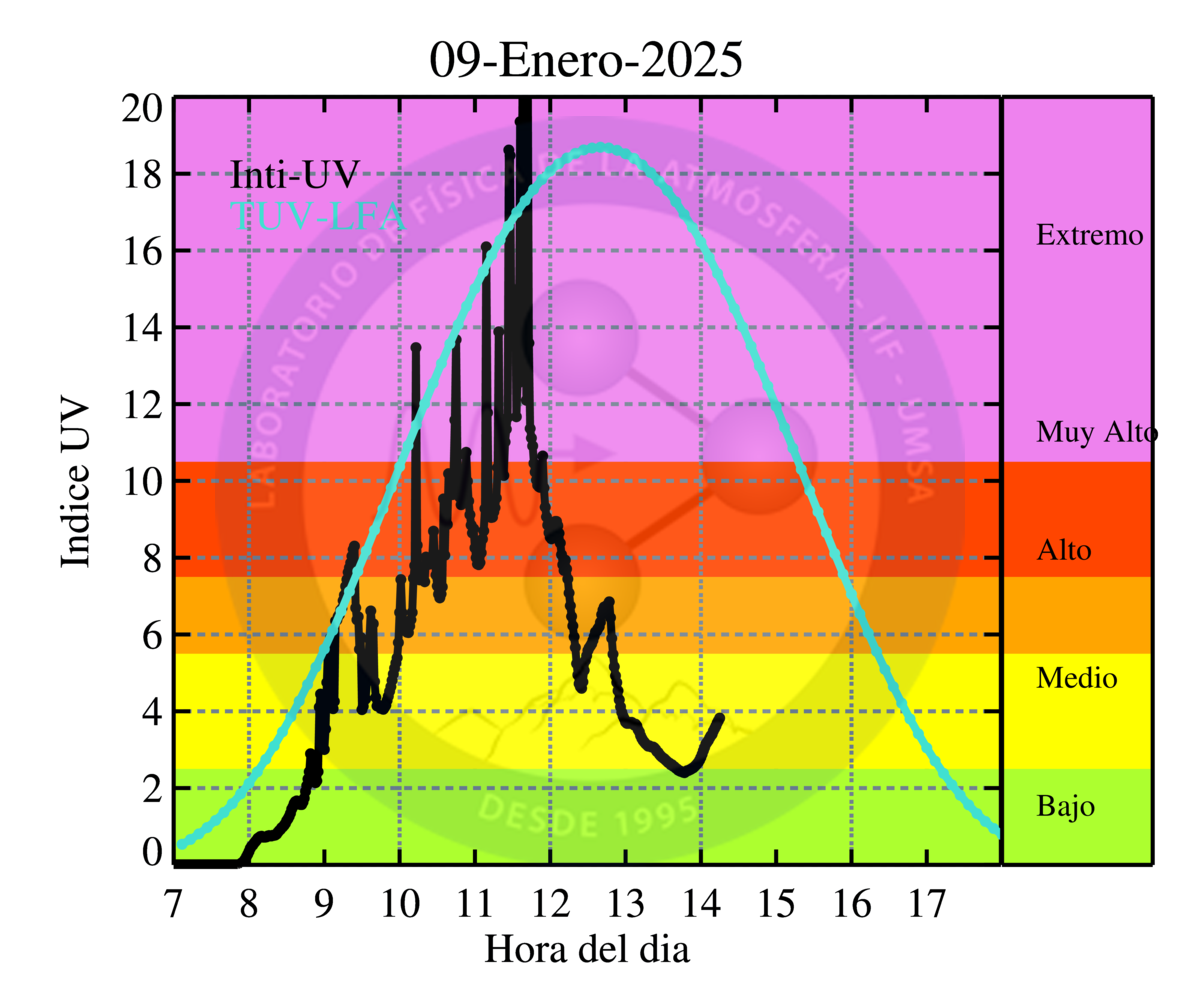 09-Enero-2025
20
18
16
14
12
10
8
6
4
2
0
Indice UV
Inti-UV
TUV-LFA
LABORATORIO DE FÍSICA DE LA ATMÓSFERA - IIF - UMSA
DESDE 1995
Extremo
Muy Alto
Alto
Medio
Bajo
7 8 9 10 11 12 13 14 15 16 17
Hora del dia